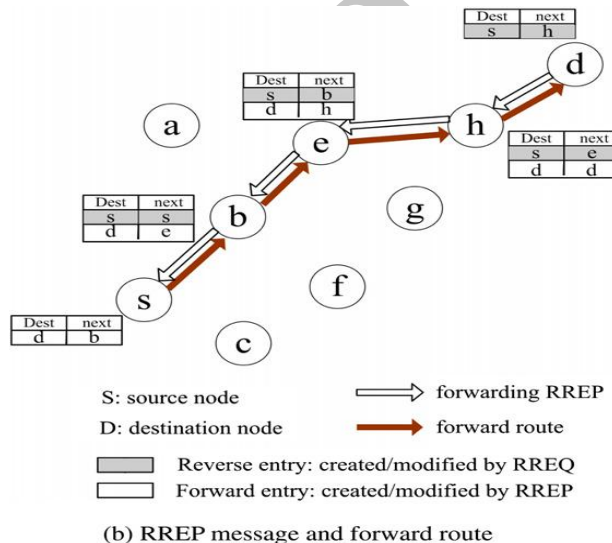 Dest next
s h
d
Dest next
s b
d h
a
e
h
Dest next
s e
d d
Dest next
s s
d e
b
g
s
f
Dest next
d b
c
S: source node
forwarding RREP
D: destination node
forward route
Reverse entry: created/modified by RREQ
Forward entry: created/modified by RREP
(b) RREP message and forward route